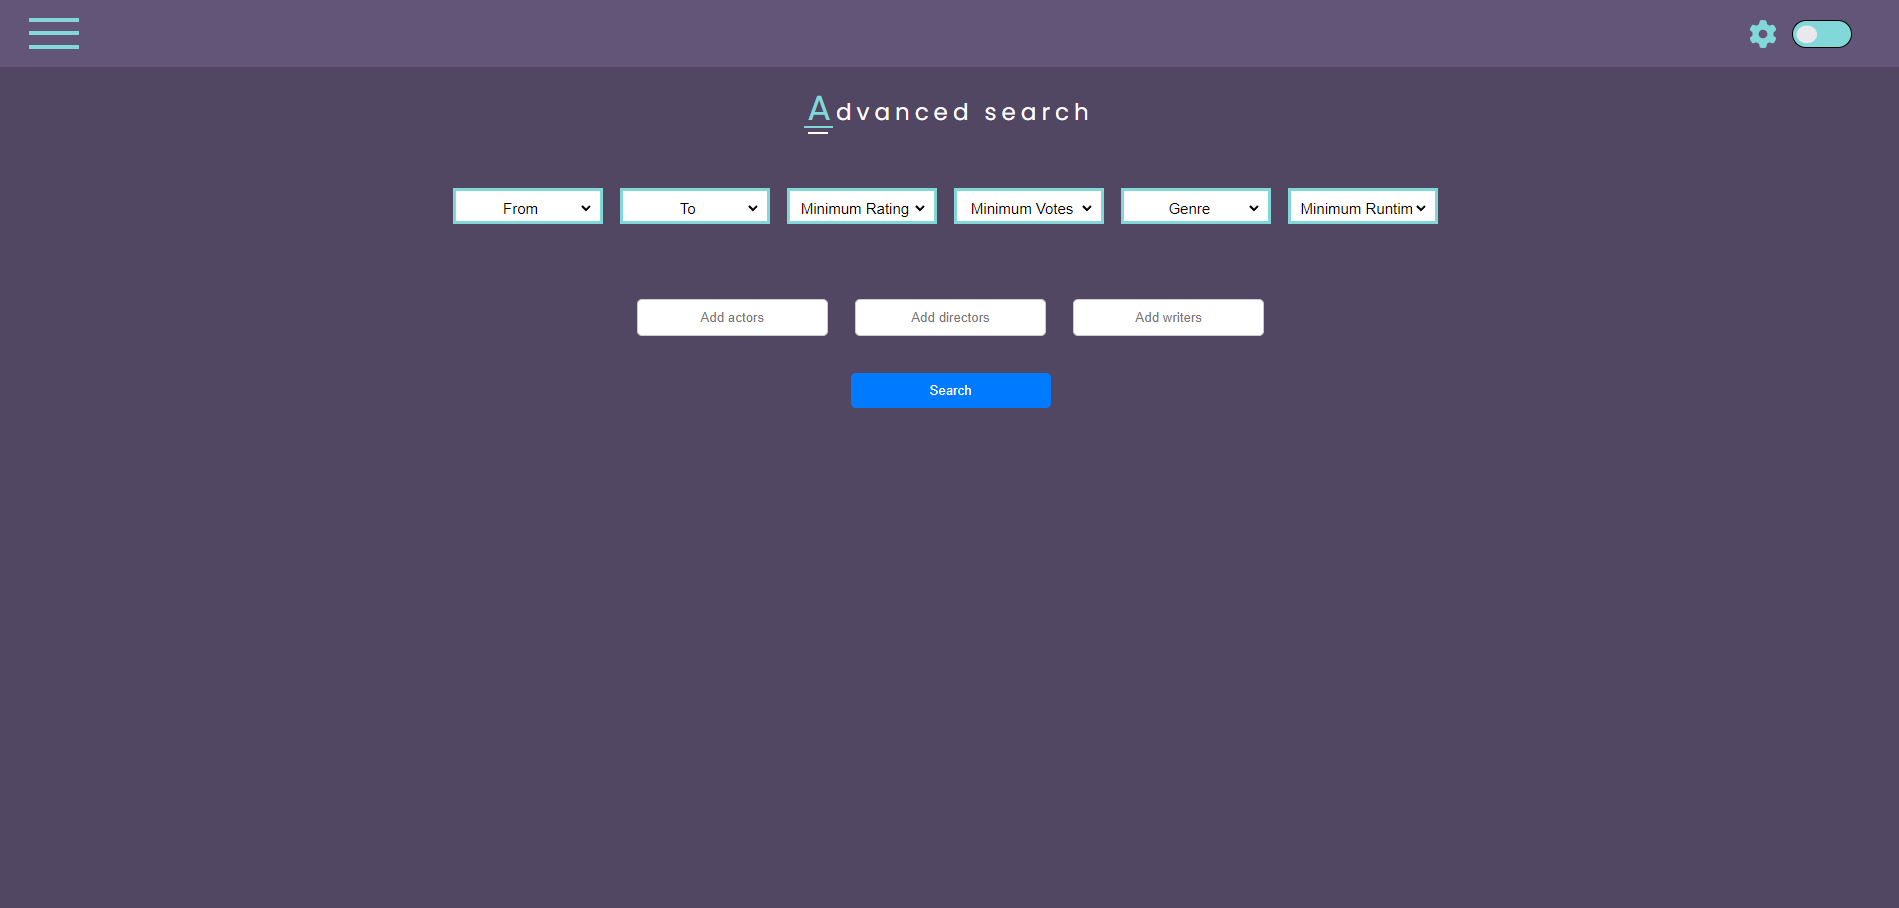 Advanced search
From To Minimum Rating Minimum Votes Genre Minimum Runtim
Add actors Add directors Add writers
Search